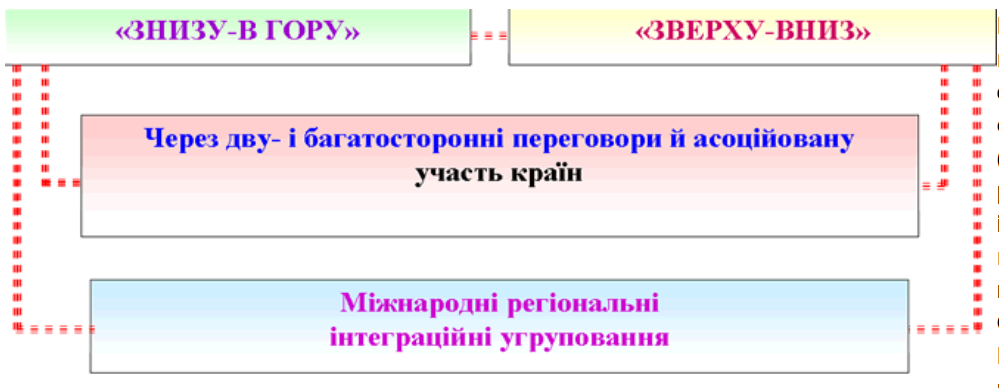 «ЗНИЗУ-В ГОРУ»
«ЗВЕРХУ-ВНИЗ»
Через дву- і багатосторонні переговори й асоційовану
участь країн
Міжнародні регіональні
інтеграційні угруповання